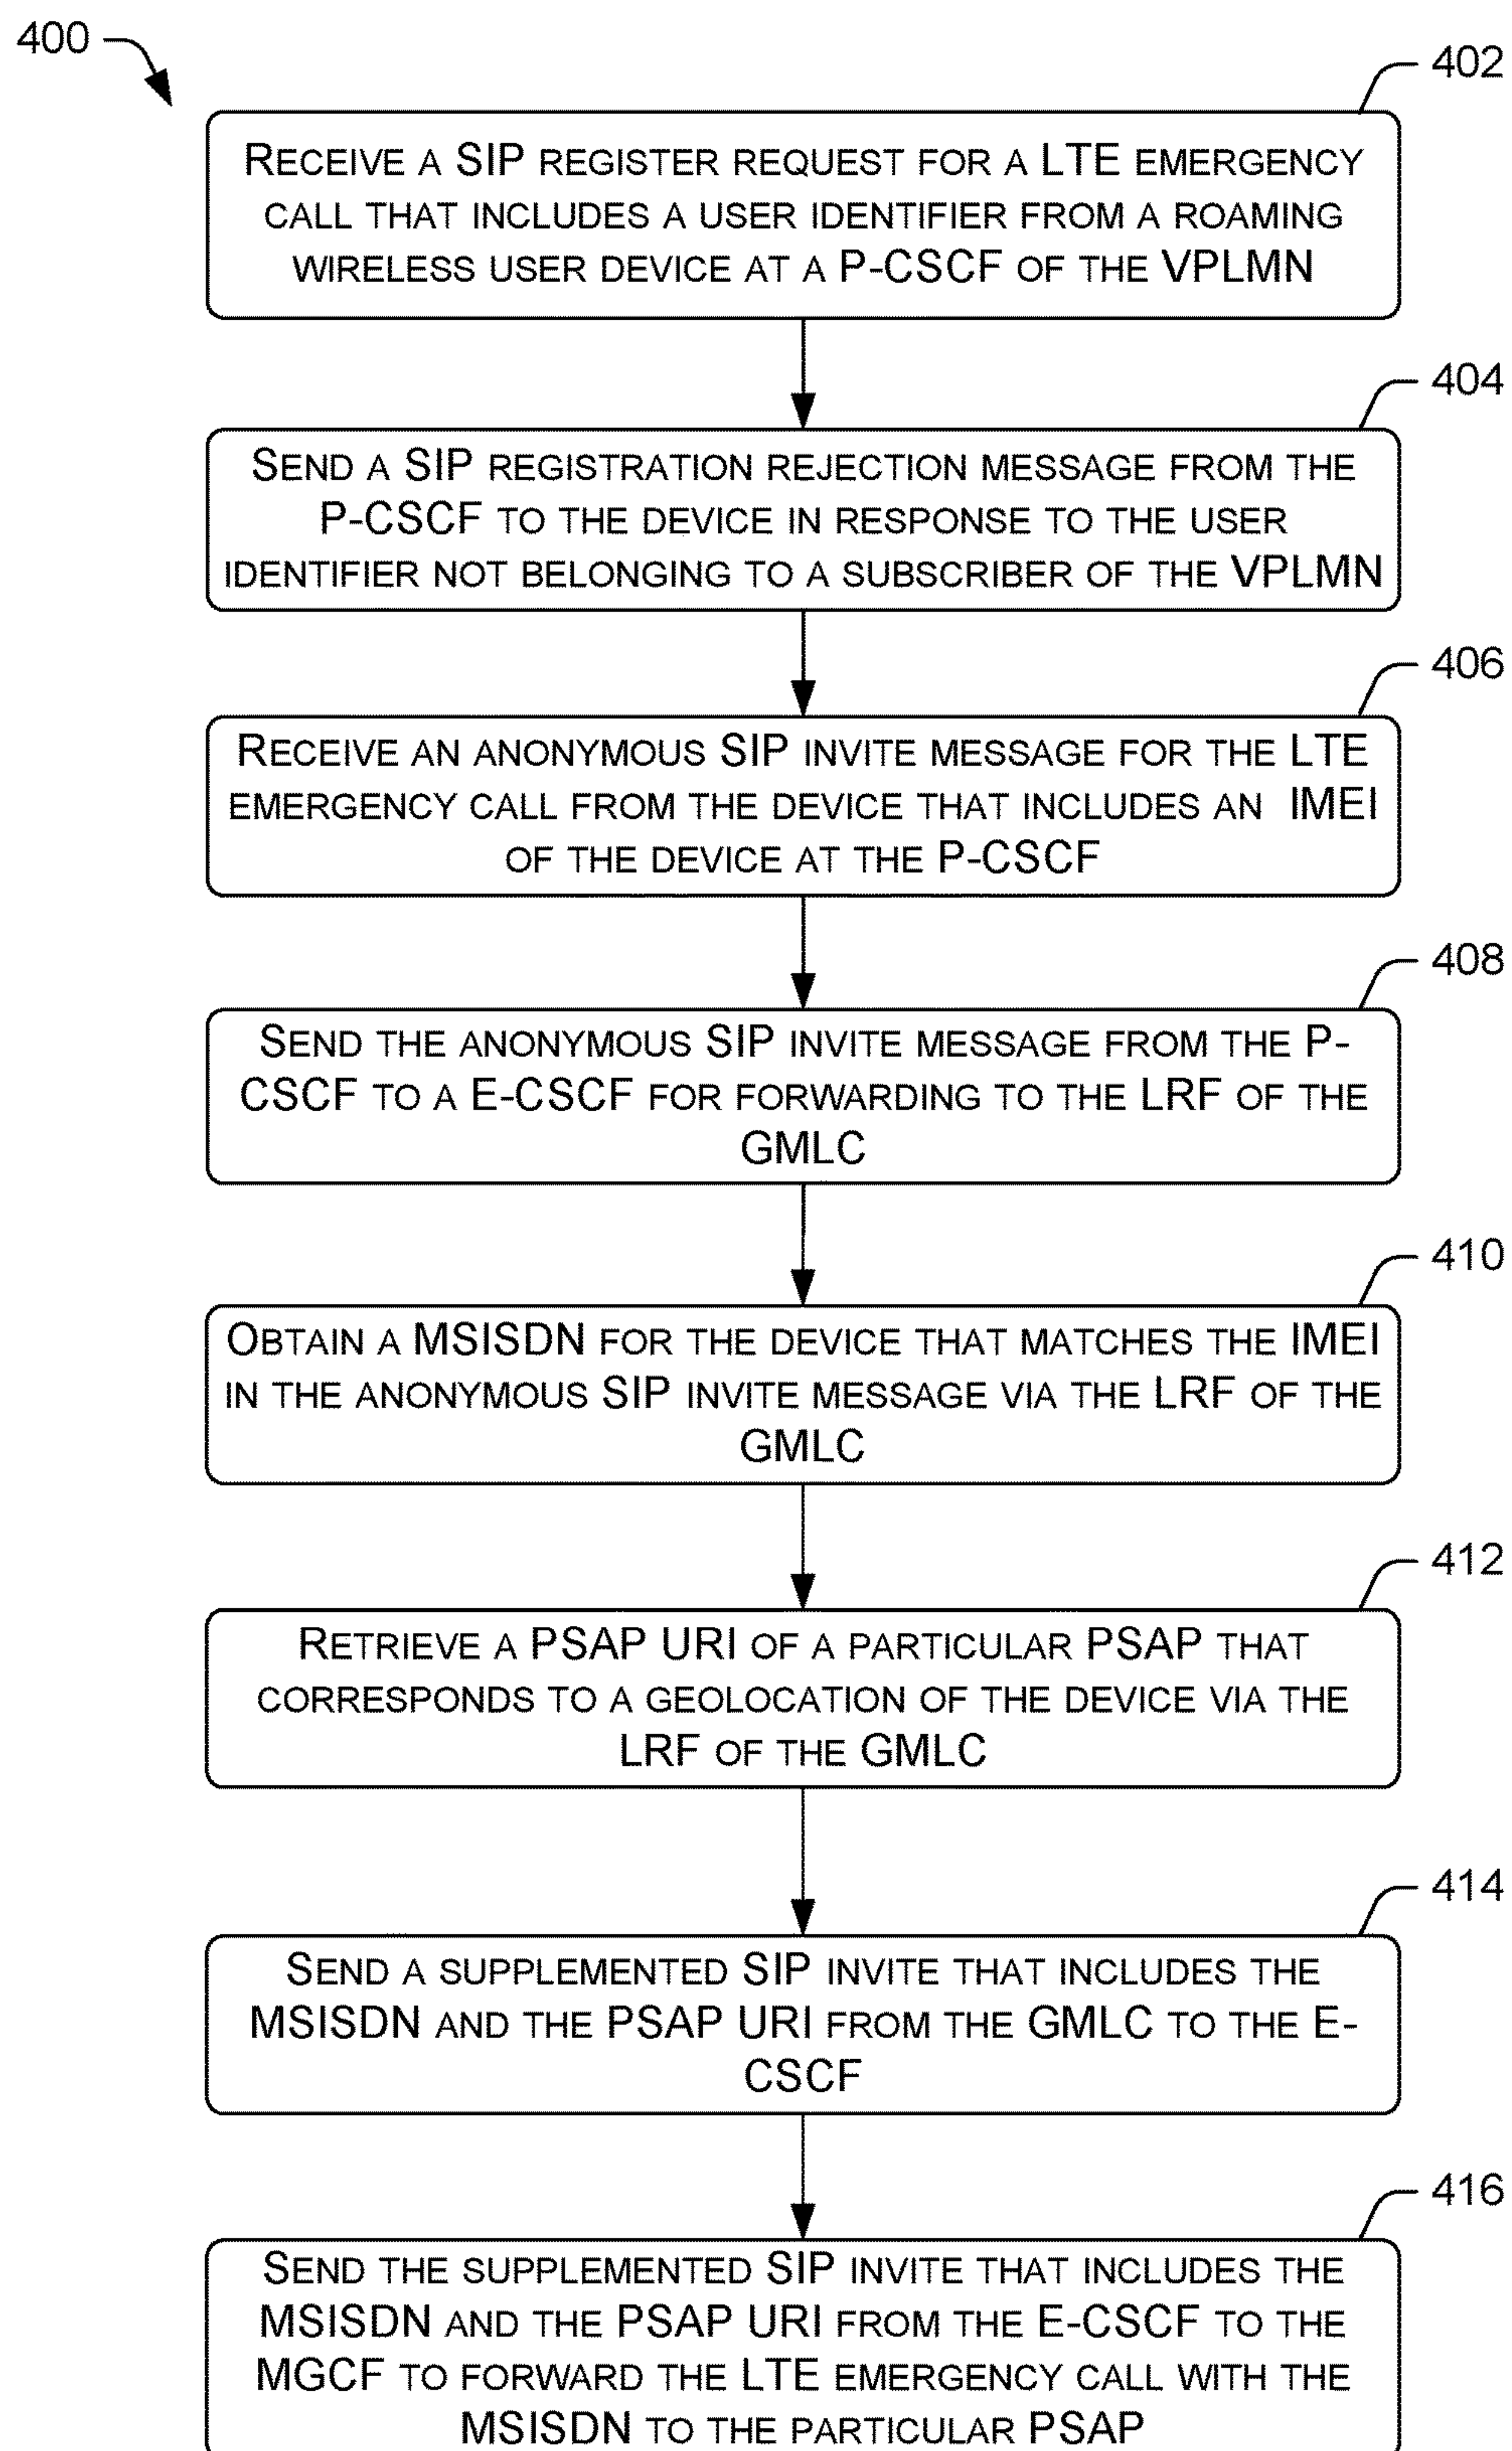 400
402
RECEIVE A SIP REGISTER REQUEST FOR A LTE EMERGENCY
CALL THAT INCLUDES A USER IDENTIFIER FROM A ROAMING
WIRELESS USER DEVICE AT A P-CSCF OF THE VPLMN
404
SEND A SIP REGISTRATION REJECTION MESSAGE FROM THE
P-CSCF TO THE DEVICE IN RESPONSE TO THE USER
IDENTIFIER NOT BELONGING TO A SUBSCRIBER OF THE VPLMN
406
RECEIVE AN ANONYMOUS SIP INVITE MESSAGE FOR THE LTE
EMERGENCY CALL FROM THE DEVICE THAT INCLUDES AN IMEI
OF THE DEVICE AT THE P-CSCF
408
SEND THE ANONYMOUS SIP INVITE MESSAGE FROM THE P-
CSCF TO A E-CSCF FOR FORWARDING TO THE LRF OF THE
GMLC
410
OBTAIN A MSISDN FOR THE DEVICE THAT MATCHES THE IMEI
IN THE ANONYMOUS SIP INVITE MESSAGE VIA THE LRF OF THE
GMLC
412
RETRIEVE A PSAP URI OF A PARTICULAR PSAP THAT
CORRESPONDS TO A GEOLOCATION OF THE DEVICE VIA THE
LRF OF THE GMLC
414
SEND A SUPPLEMENTED SIP INVITE THAT INCLUDES THE
MSISDN AND THE PSAP URI FROM THE GMLC TO THE E-
CSCF
416
SEND THE SUPPLEMENTED SIP INVITE THAT INCLUDES THE
MSISDN AND THE PSAP URI FROM THE E-CSCF TO THE
MGCF TO FORWARD THE LTE EMERGENCY CALL WITH THE
MSISDN TO THE PARTICULAR PSAP